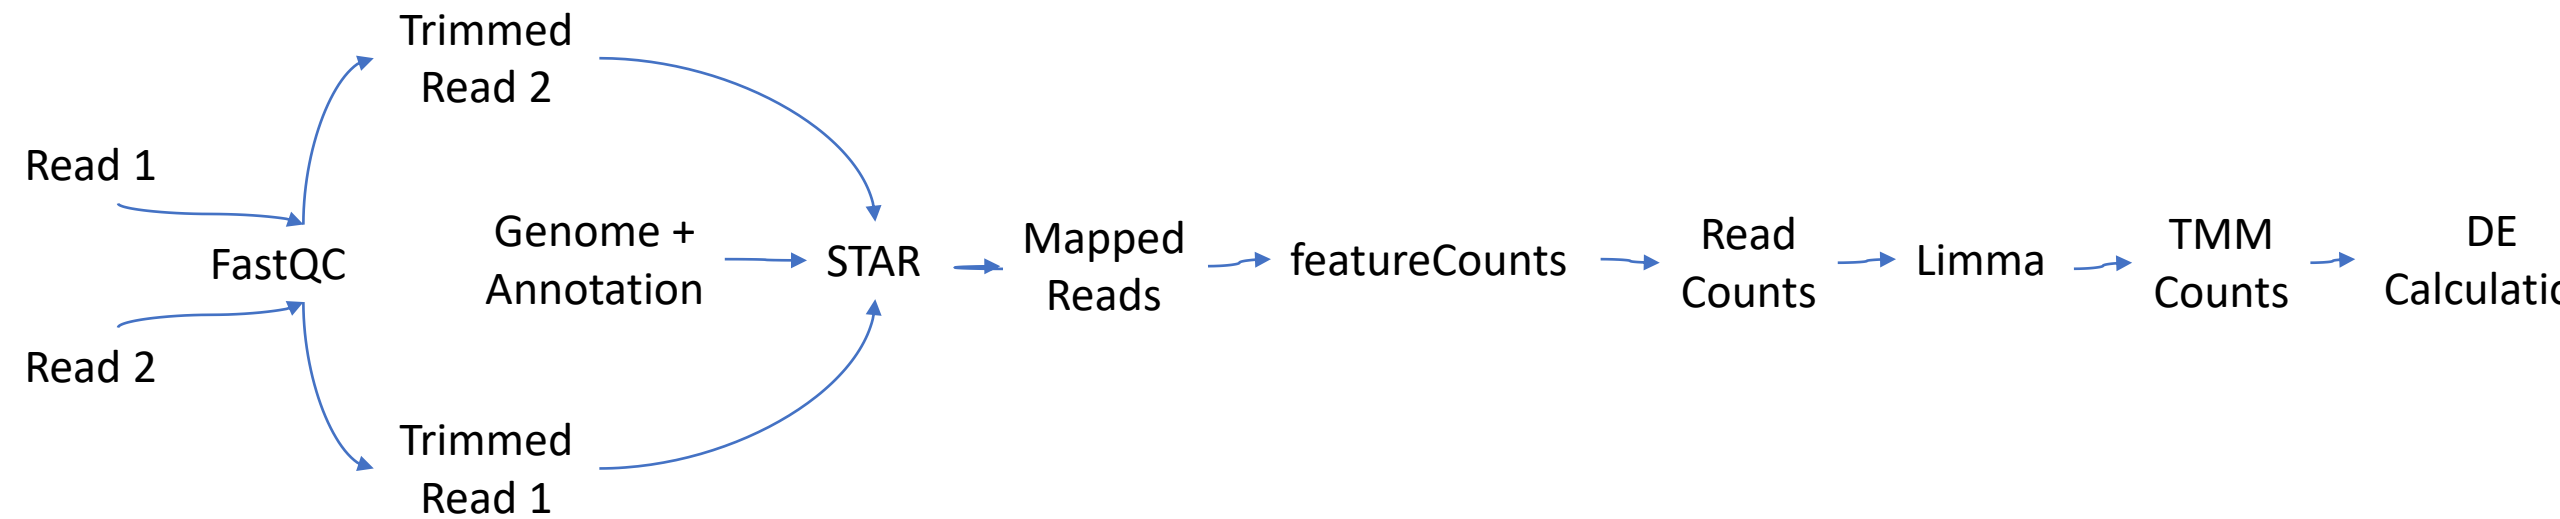 Trimmed
Read 2
Read 1
FastQC
Read 2
Trimmed
Read 1
Genome +
Annotation
STAR
Mapped
Reads
featureCounts
Read
Counts
Limma
TMM
Counts
DE